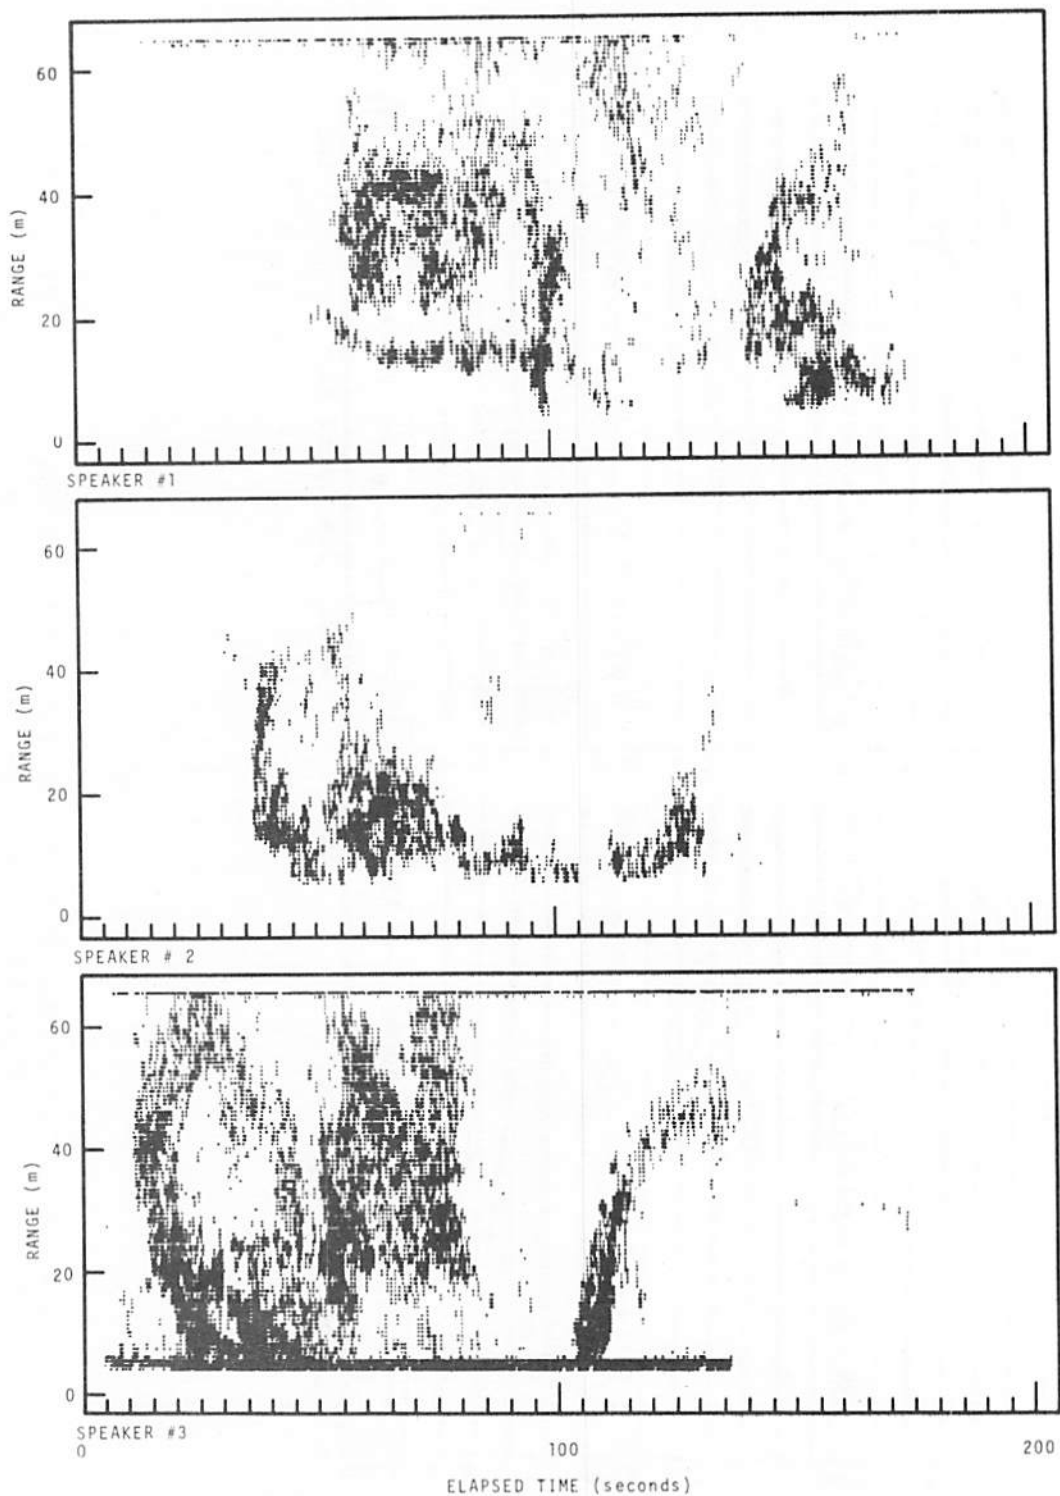 60
40
RANGE (m)
20
0
SPEAKER #1
60
40
RANGE (m)
20
0
SPEAKER # 2
60
40
RANGE (m)
20
0
SPEAKER #3
0 100 200
ELAPSED TIME (seconds)